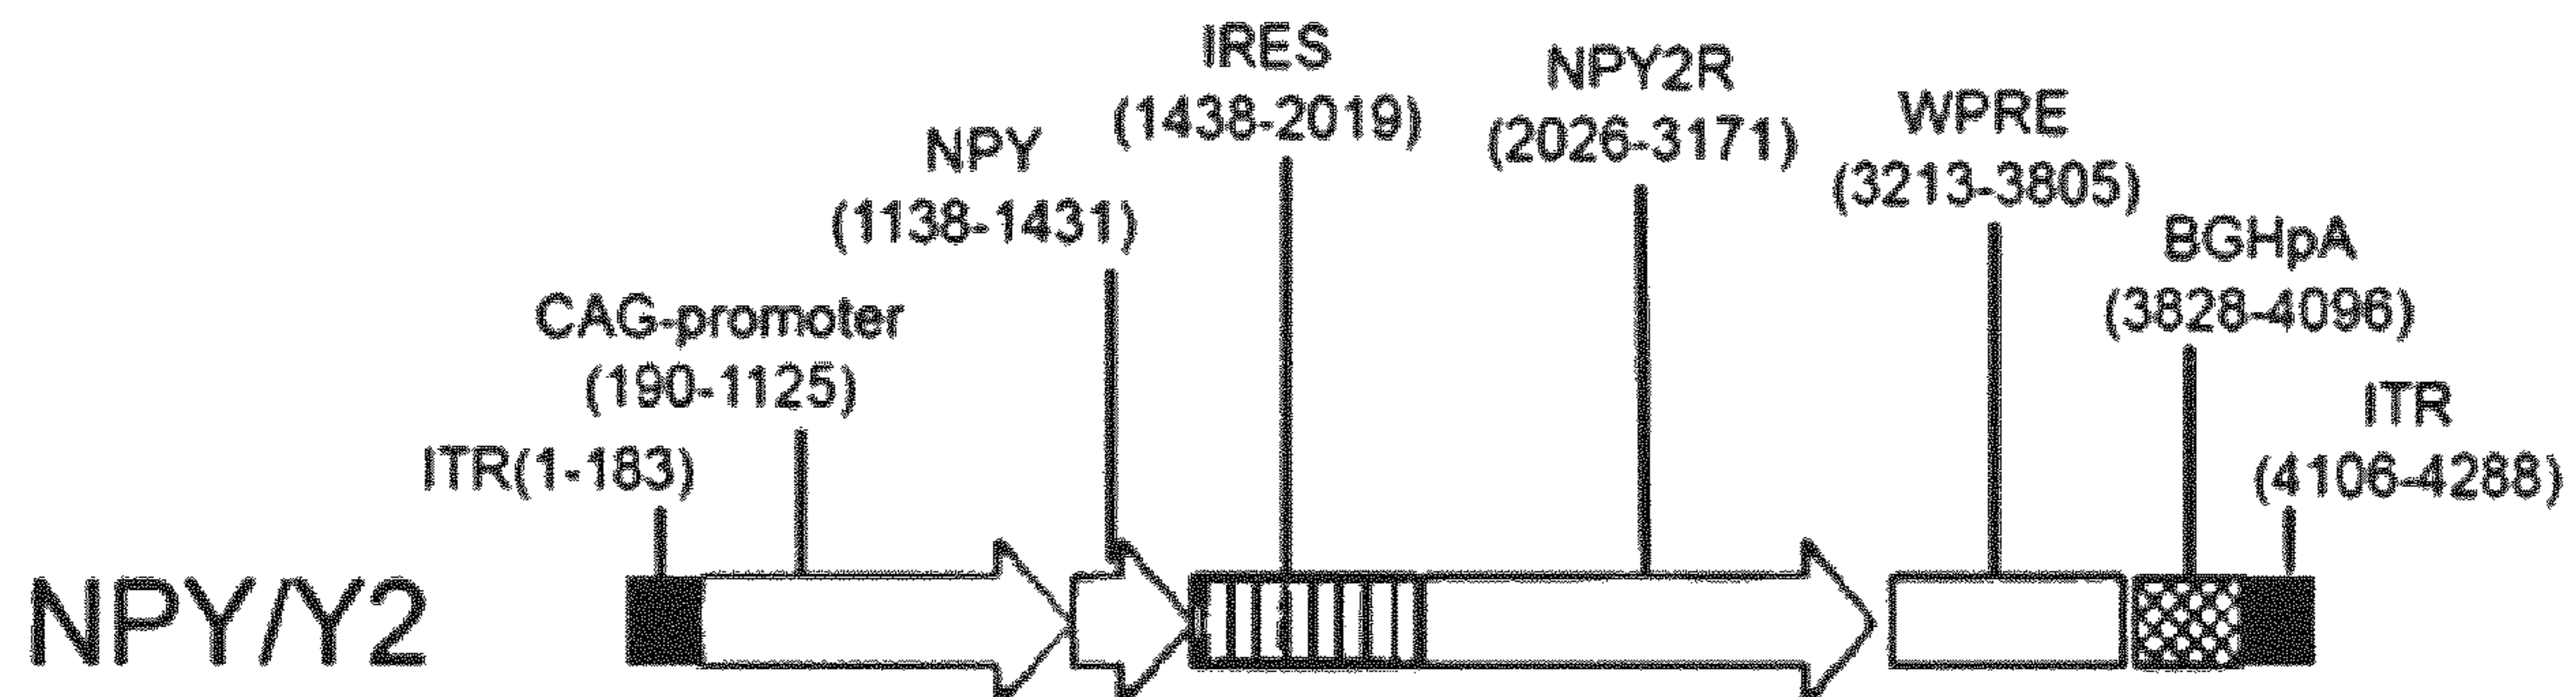 IRES
(1438-2019)
NPY2R
(2026-3171)
WPRE
(3213-3805)
NPY
(1138-1431)
BGHpA
(3828-4096)
CAG-promoter
(190-1125)
ITR
(4106-4288)
ITR(1-183)
NPY/Y2